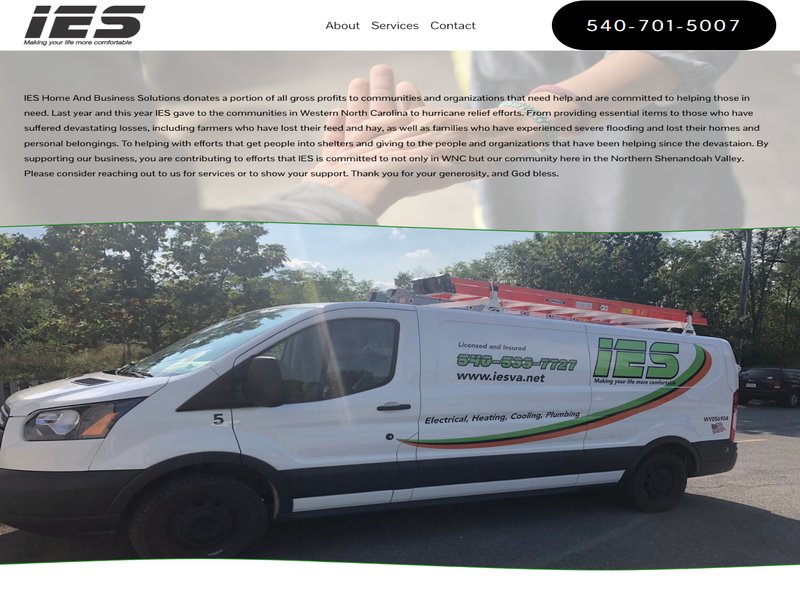 IES
Making your life more comfortable
About Services Contact
540-701-5007
IES Home And Business Solutions donates a portion of all gross profits to communities and organizations that need help and are committed to helping those in
need. Last year and this year IES gave to the communities in Western North Carolina to hurricane relief efforts. From providing essential items to those who have
suffered devastating losses, including farmers who have lost their feed and hay, as well as families who have experienced severe flooding and lost their homes and
personal belongings. To helping with efforts that get people into shelters and giving to the people and organizations that have been helping since the devastaion. By
supporting our business, you are contributing to efforts that IES is committed to not only in WNC but our community here in the Northern Shenandoah Valley.
Please consider reaching out to us for services or to show your support. Thank you for your generosity, and God bless.
Licensed and Insured
540-533-7727
www.iesva.net
IES
Making your life more comfortable
Electrical, Heating, Cooling, Plumbing
5
WV056904